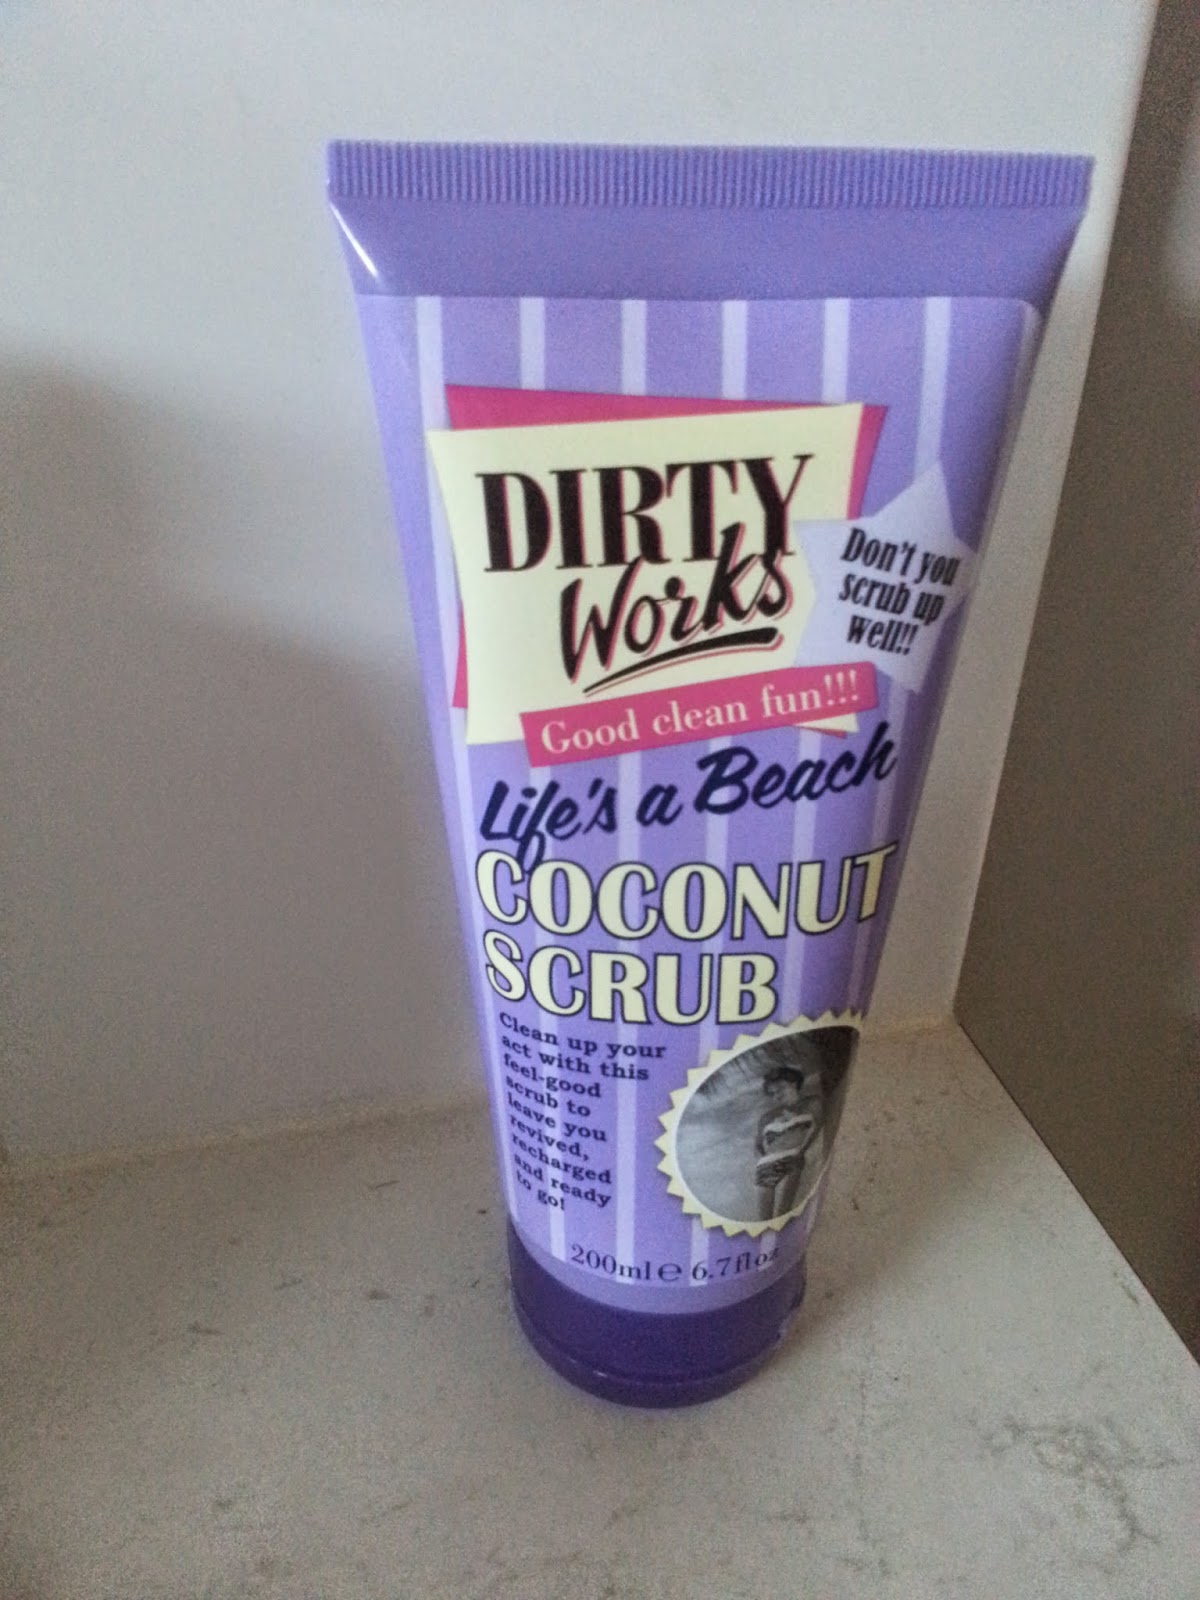 DIRTY
Works
Don't you
scrub up
well!!
Good clean fun!!!
Life's a Beach
COCONUT
SCRUB
Clean up your
act with this
feel-good
scrub to
leave you
revived,
recharged
and ready
to go!
200ml e 6.7fl oz